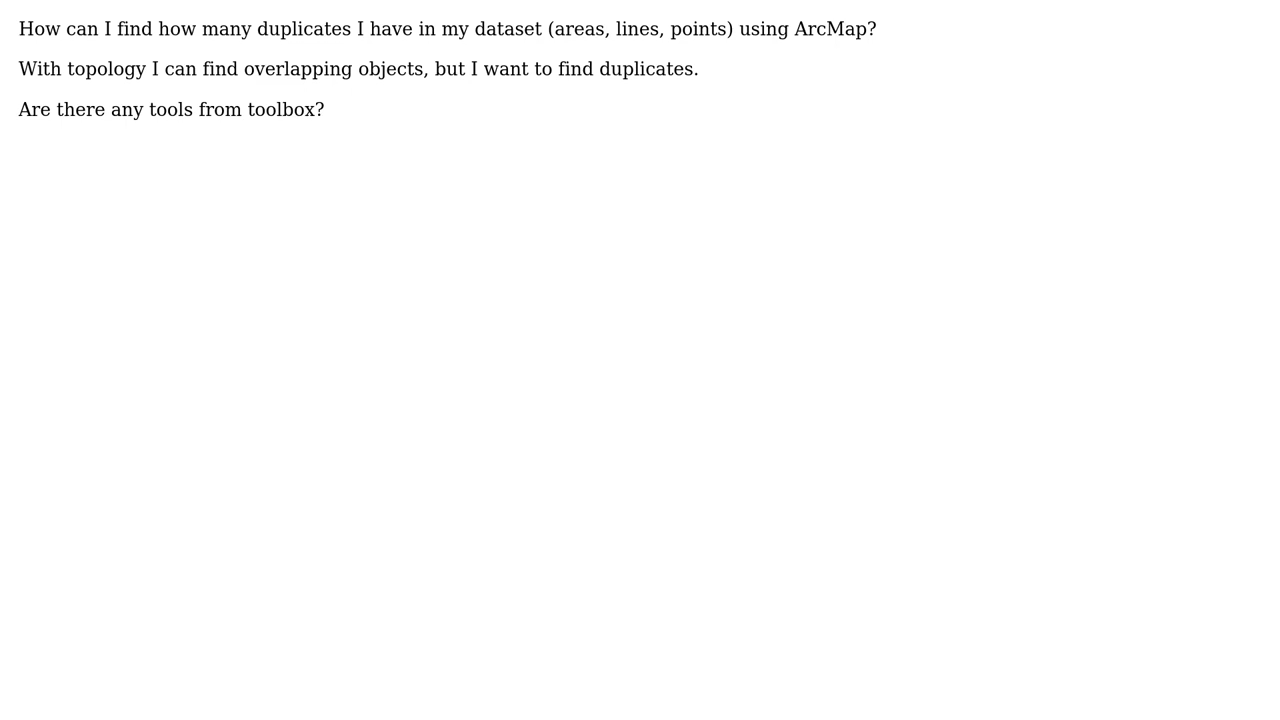 How can I find how many duplicates I have in my dataset (areas, lines, points) using ArcMap?
With topology I can find overlapping objects, but I want to find duplicates.
Are there any tools from toolbox?